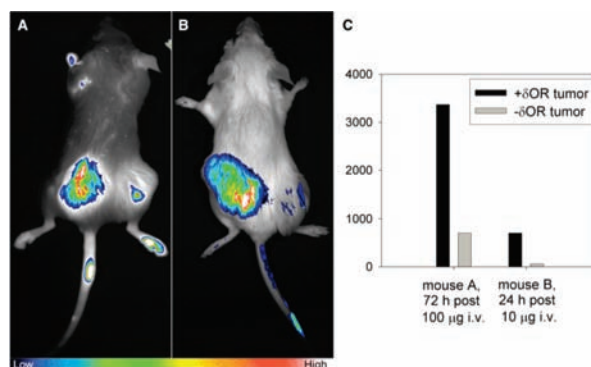 A
B
C
4000
3000
2000
1000
0
+δOR tumor
-δOR tumor
mouse A,
72 h post
100 µg i.v.
mouse B,
24 h post
10 µg i.v.
Low
High